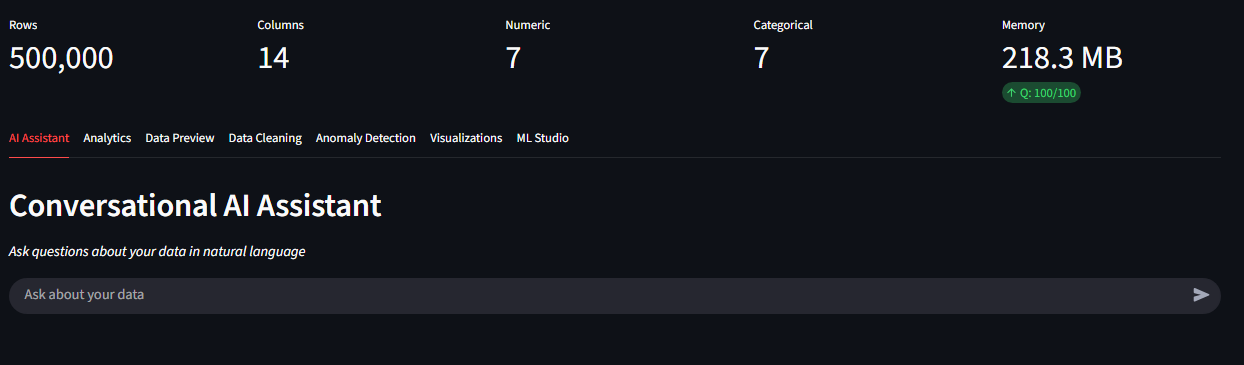 Rows Columns Numeric Categorical Memory
500,000 14 7 7 218.3 MB
↑ Q: 100/100
AI Assistant Analytics Data Preview Data Cleaning Anomaly Detection Visualizations ML Studio
Conversational AI Assistant
Ask questions about your data in natural language
Ask about your data